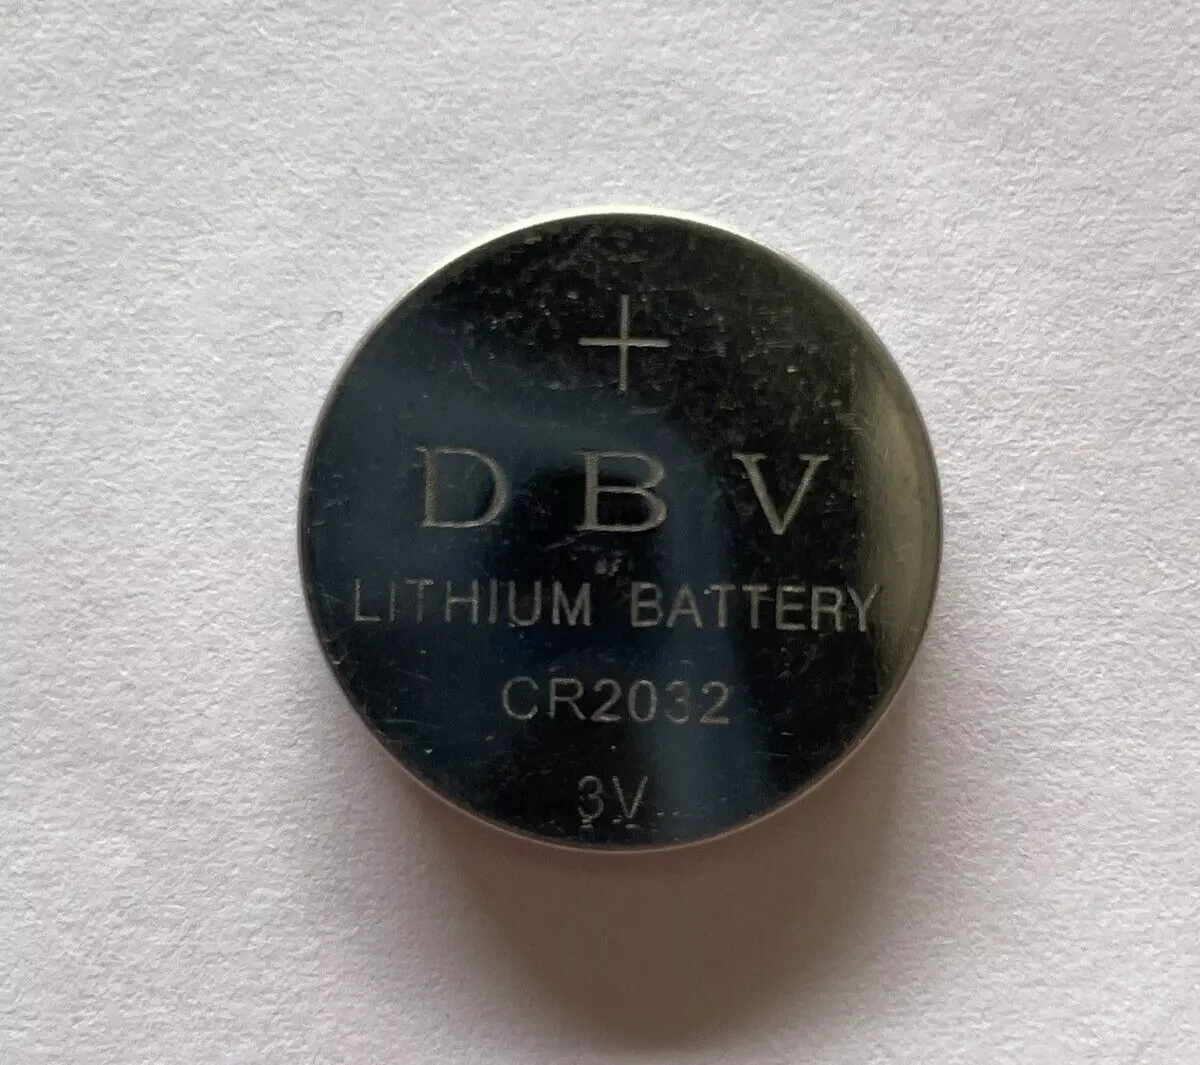 +
D B V
LITHIUM BATTERY
CR2032
3V